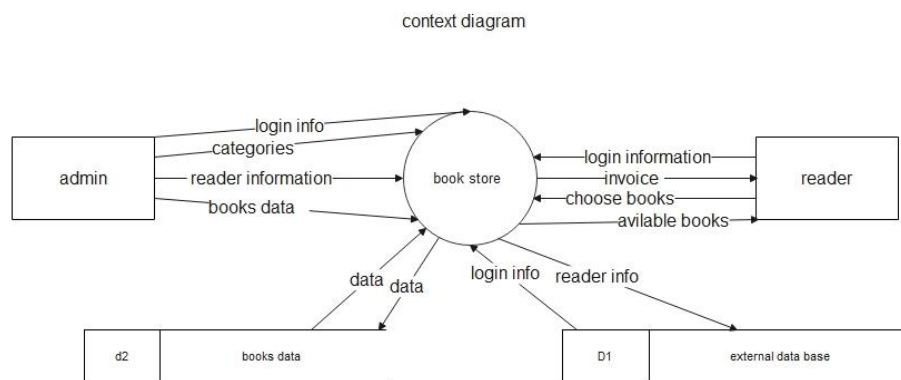 context diagram
login info
categories
admin
reader information
books data
book store
login information
invoice
choose books
avilable books
reader
data
data
login info
reader info
d2
books data
D1
external data base